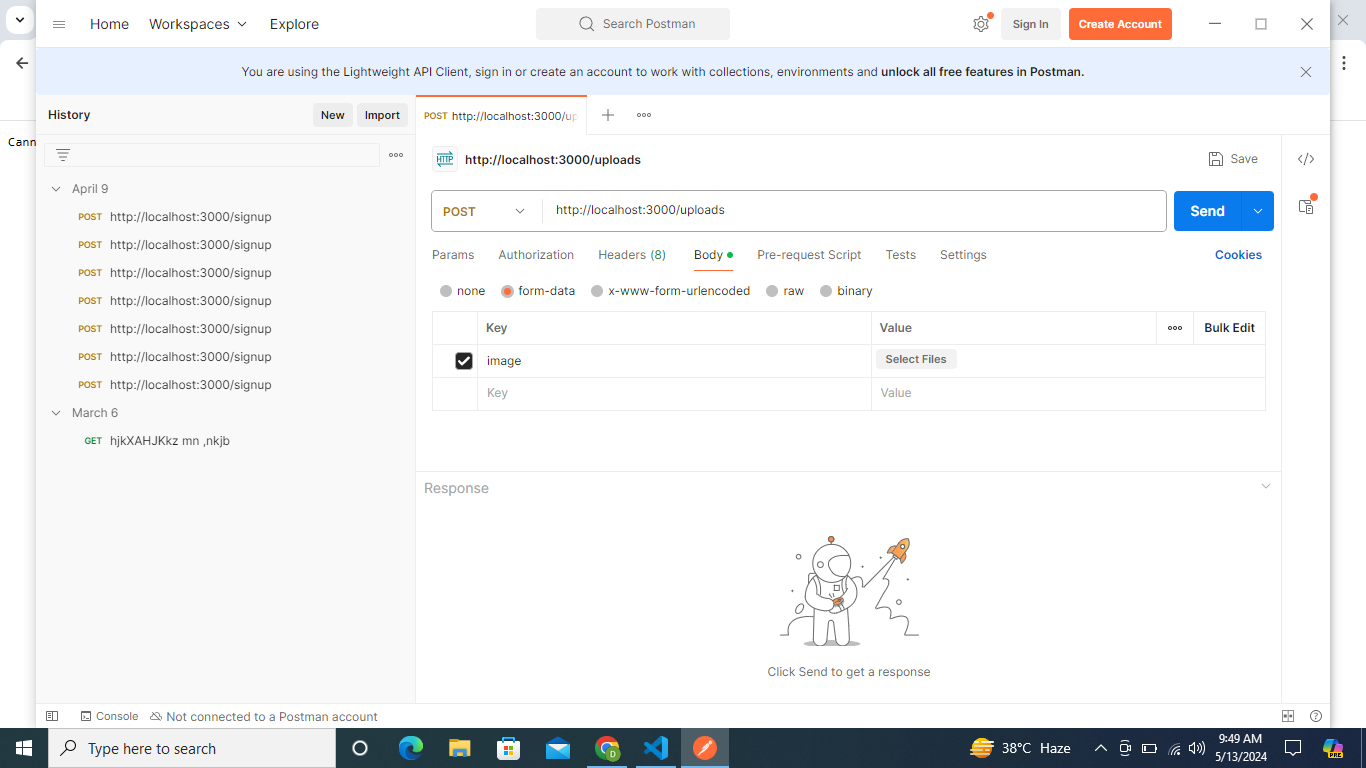 Home Workspaces Explore
Search Postman
Sign In
Create Account
You are using the Lightweight API Client, sign in or create an account to work with collections, environments and unlock all free features in Postman.
History
New
Import
POST http://localhost:3000/up
Cann
HTTP http://localhost:3000/uploads
Save
April 9
POST http://localhost:3000/signup
POST http://localhost:3000/signup
POST http://localhost:3000/signup
POST http://localhost:3000/signup
POST http://localhost:3000/signup
POST http://localhost:3000/signup
POST http://localhost:3000/signup
March 6
GET hjkXAHJKkz mn ,nkjb
POST http://localhost:3000/uploads
Send
Params Authorization Headers (8) Body Pre-request Script Tests Settings Cookies
none form-data x-www-form-urlencoded raw binary
Key Value Bulk Edit
image Select Files
Key Value
Response
Click Send to get a response
Console Not connected to a Postman account
Type here to search
D
38°C Haze
9:49 AM
5/13/2024
PRE